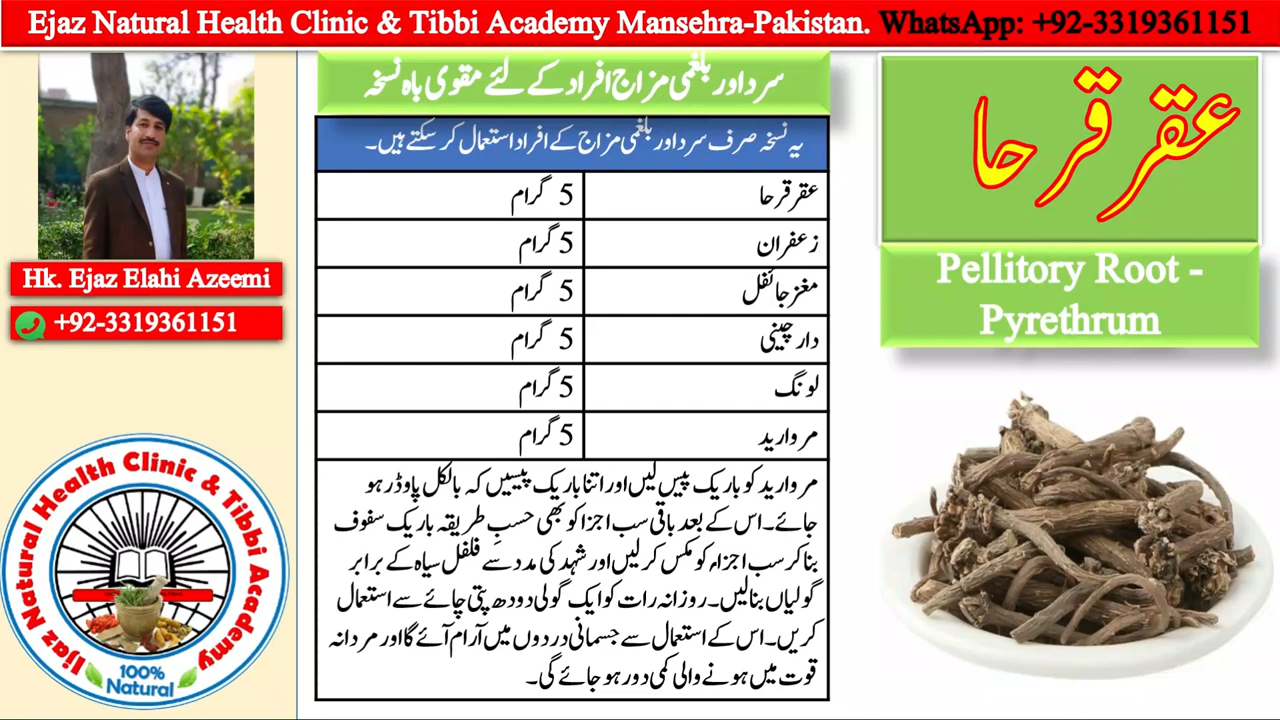 Ejaz Natural Health Clinic & Tibbi Academy Mansehra-Pakistan. WhatsApp: +92-3319361151
Hk. Ejaz Elahi Azeemi
+92-3319361151
Ejaz Natural Health Clinic & Tibbi Academy
100%
Natural
سرد اور بلغمی مزاج افراد کے لئے مقوی باہ نسخہ
یہ نسخہ صرف سرد اور بلغمی مزاج کے افراد استعمال کر سکتے ہیں۔
عقرقرحا 5 گرام
زعفران 5 گرام
مغز جائفل 5 گرام
دار چینی 5 گرام
لونگ 5 گرام
مروارید 5 گرام
مروارید کو باریک پیس لیں اور اتنا باریک پیسیں کہ بالکل پاوڈر ہو
جائے۔ اس کے بعد باقی سب اجزا کو بھی حسبِ طریقہ باریک سفوف
بنا کر سب اجزاء کو مکس کر لیں اور شہد کی مدد سے فلفل سیاہ کے برابر
گولیاں بنالیں۔ روزانہ رات کو ایک گولی دودھ پتی چائے سے استعمال
کریں۔ اس کے استعمال سے جسمانی دردوں میں آرام آئے گا اور مردانہ
قوت میں ہونے والی کمی دور ہو جائے گی۔
عقر قر حا
Pellitory Root -
Pyrethrum